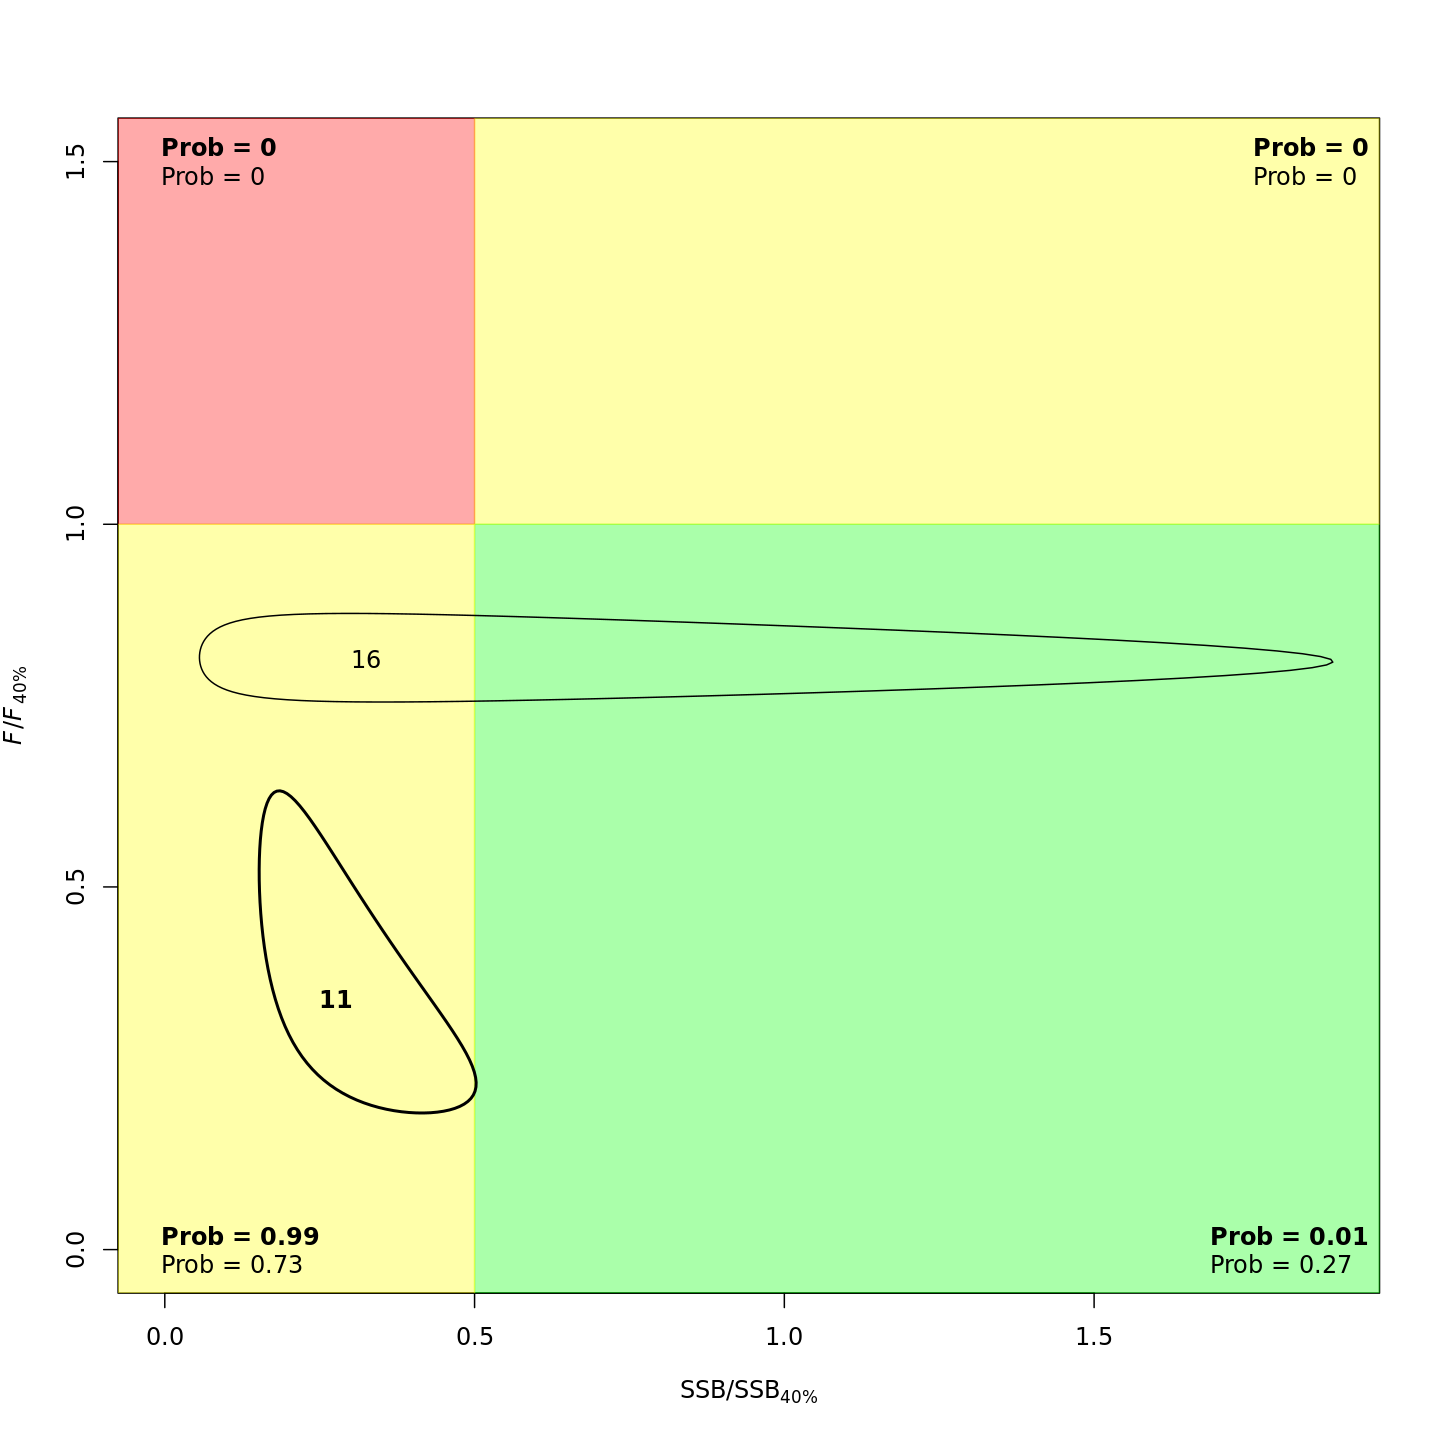 Prob = 0
Prob = 0
Prob = 0
Prob = 0
1.5
1.0
0.5
0.0
F/F40%
16
11
Prob = 0.99
Prob = 0.73
Prob = 0.01
Prob = 0.27
0.0 0.5 1.0 1.5
SSB/SSB40%